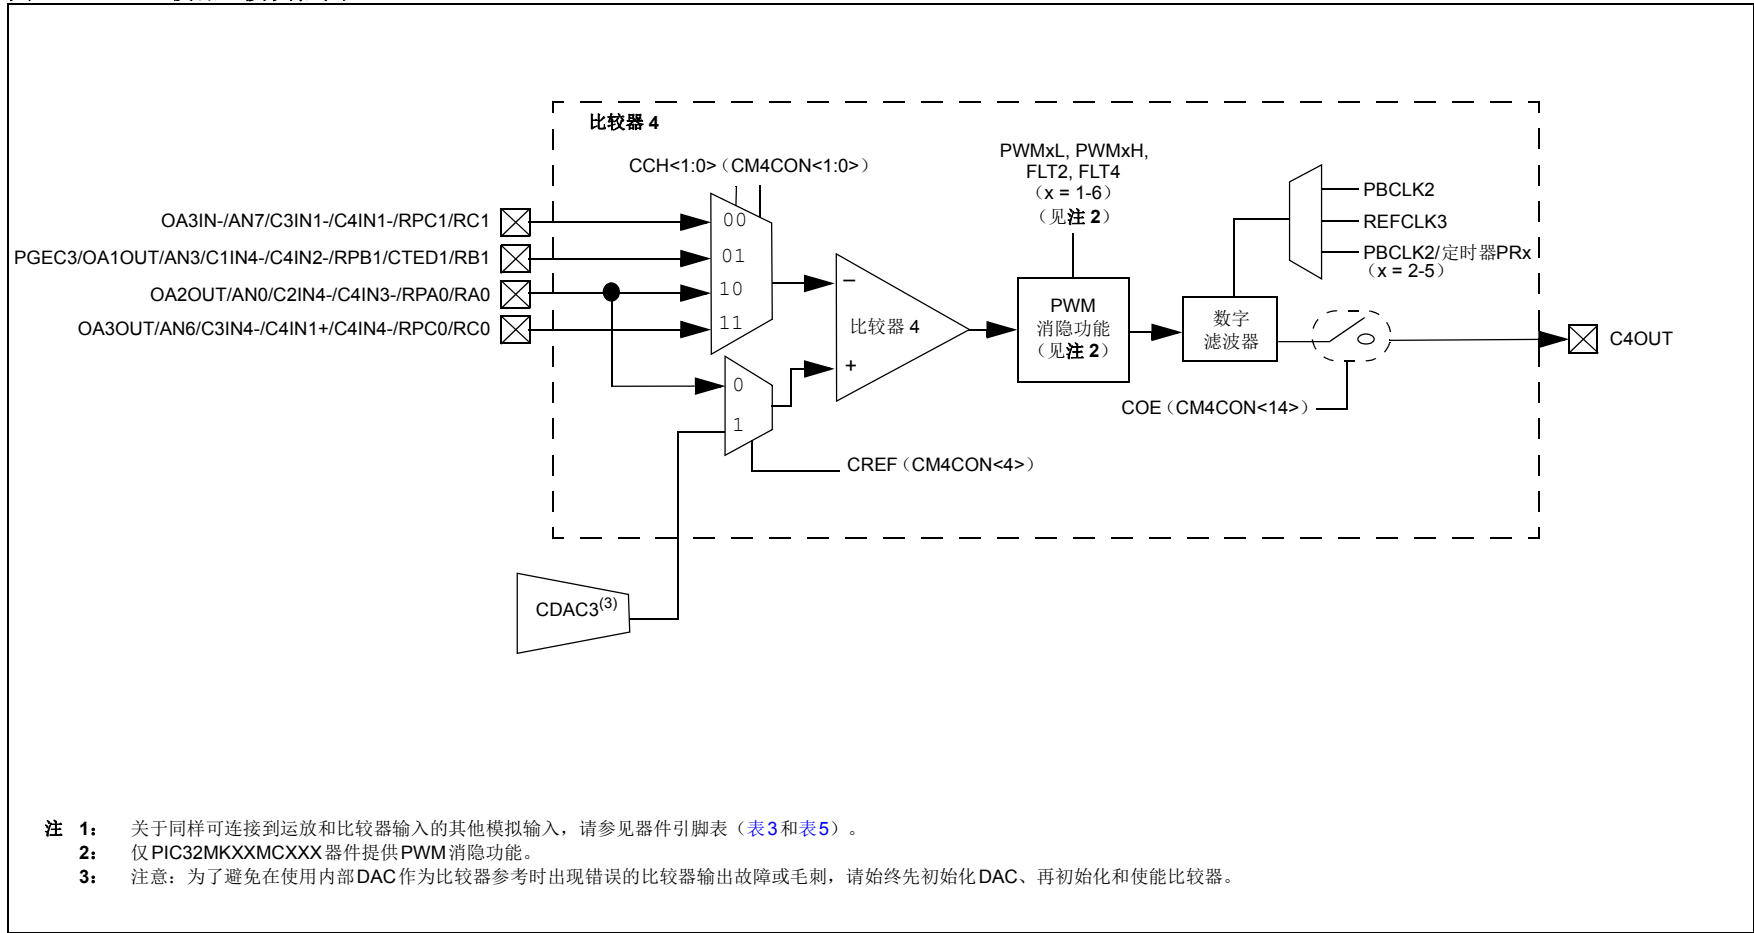 比较器 4
CCH<1:0>（CM4CON<1:0>）
PWMxL, PWMxH,
FLT2, FLT4
（x = 1-6）
（见注 2）
OA3IN-/AN7/C3IN1-/C4IN1-/RPC1/RC1
PGEC3/OA1OUT/AN3/C1IN4-/C4IN2-/RPB1/CTED1/RB1
OA2OUT/AN0/C2IN4-/C4IN3-/RPA0/RA0
OA3OUT/AN6/C3IN4-/C4IN1+/C4IN4-/RPC0/RC0
00
01
10
11
0
1
–
+
比较器 4
PWM
消隐功能
（见注 2）
数字
滤波器
PBCLK2
REFCLK3
PBCLK2/定时器PRx
（x = 2-5）
C4OUT
COE（CM4CON<14>）
CREF（CM4CON<4>）
CDAC3(3)
注 1： 关于同样可连接到运放和比较器输入的其他模拟输入，请参见器件引脚表（表3和表5）。
2： 仅PIC32MKXXMCXXX器件提供PWM消隐功能。
3： 注意：为了避免在使用内部DAC作为比较器参考时出现错误的比较器输出故障或毛刺，请始终先初始化DAC、再初始化和使能比较器。